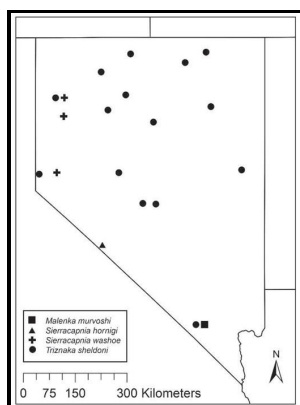 N
Malenka murvoshi
Sierracapnia hornigi
Sierracapnia washoe
Triznaka sheldoni
0 75 150 300 Kilometers